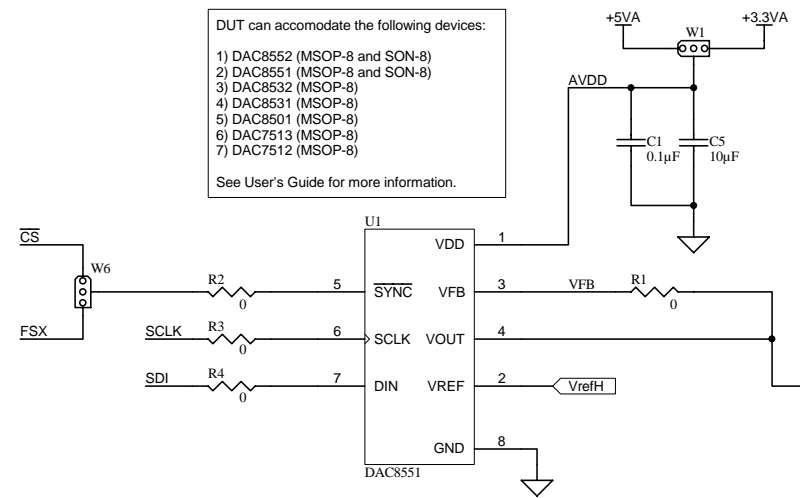 DUT can accomodate the following devices:
1) DAC8552 (MSOP-8 and SON-8)
2) DAC8551 (MSOP-8 and SON-8)
3) DAC8532 (MSOP-8)
4) DAC8531 (MSOP-8)
5) DAC8501 (MSOP-8)
6) DAC7513 (MSOP-8)
7) DAC7512 (MSOP-8)
See User's Guide for more information.
+5VA
W1
+3.3VA
AVDD
C1
0.1µF
C5
10µF
U1
CS
W6
FSX
R2
0
SCLK
R3
0
SDI
R4
0
5
SYNC
6
SCLK
7
DIN
VDD
1
VFB
3
VFB
R1
0
VOUT
4
VREF
2
VrefH
GND
8
DAC8551